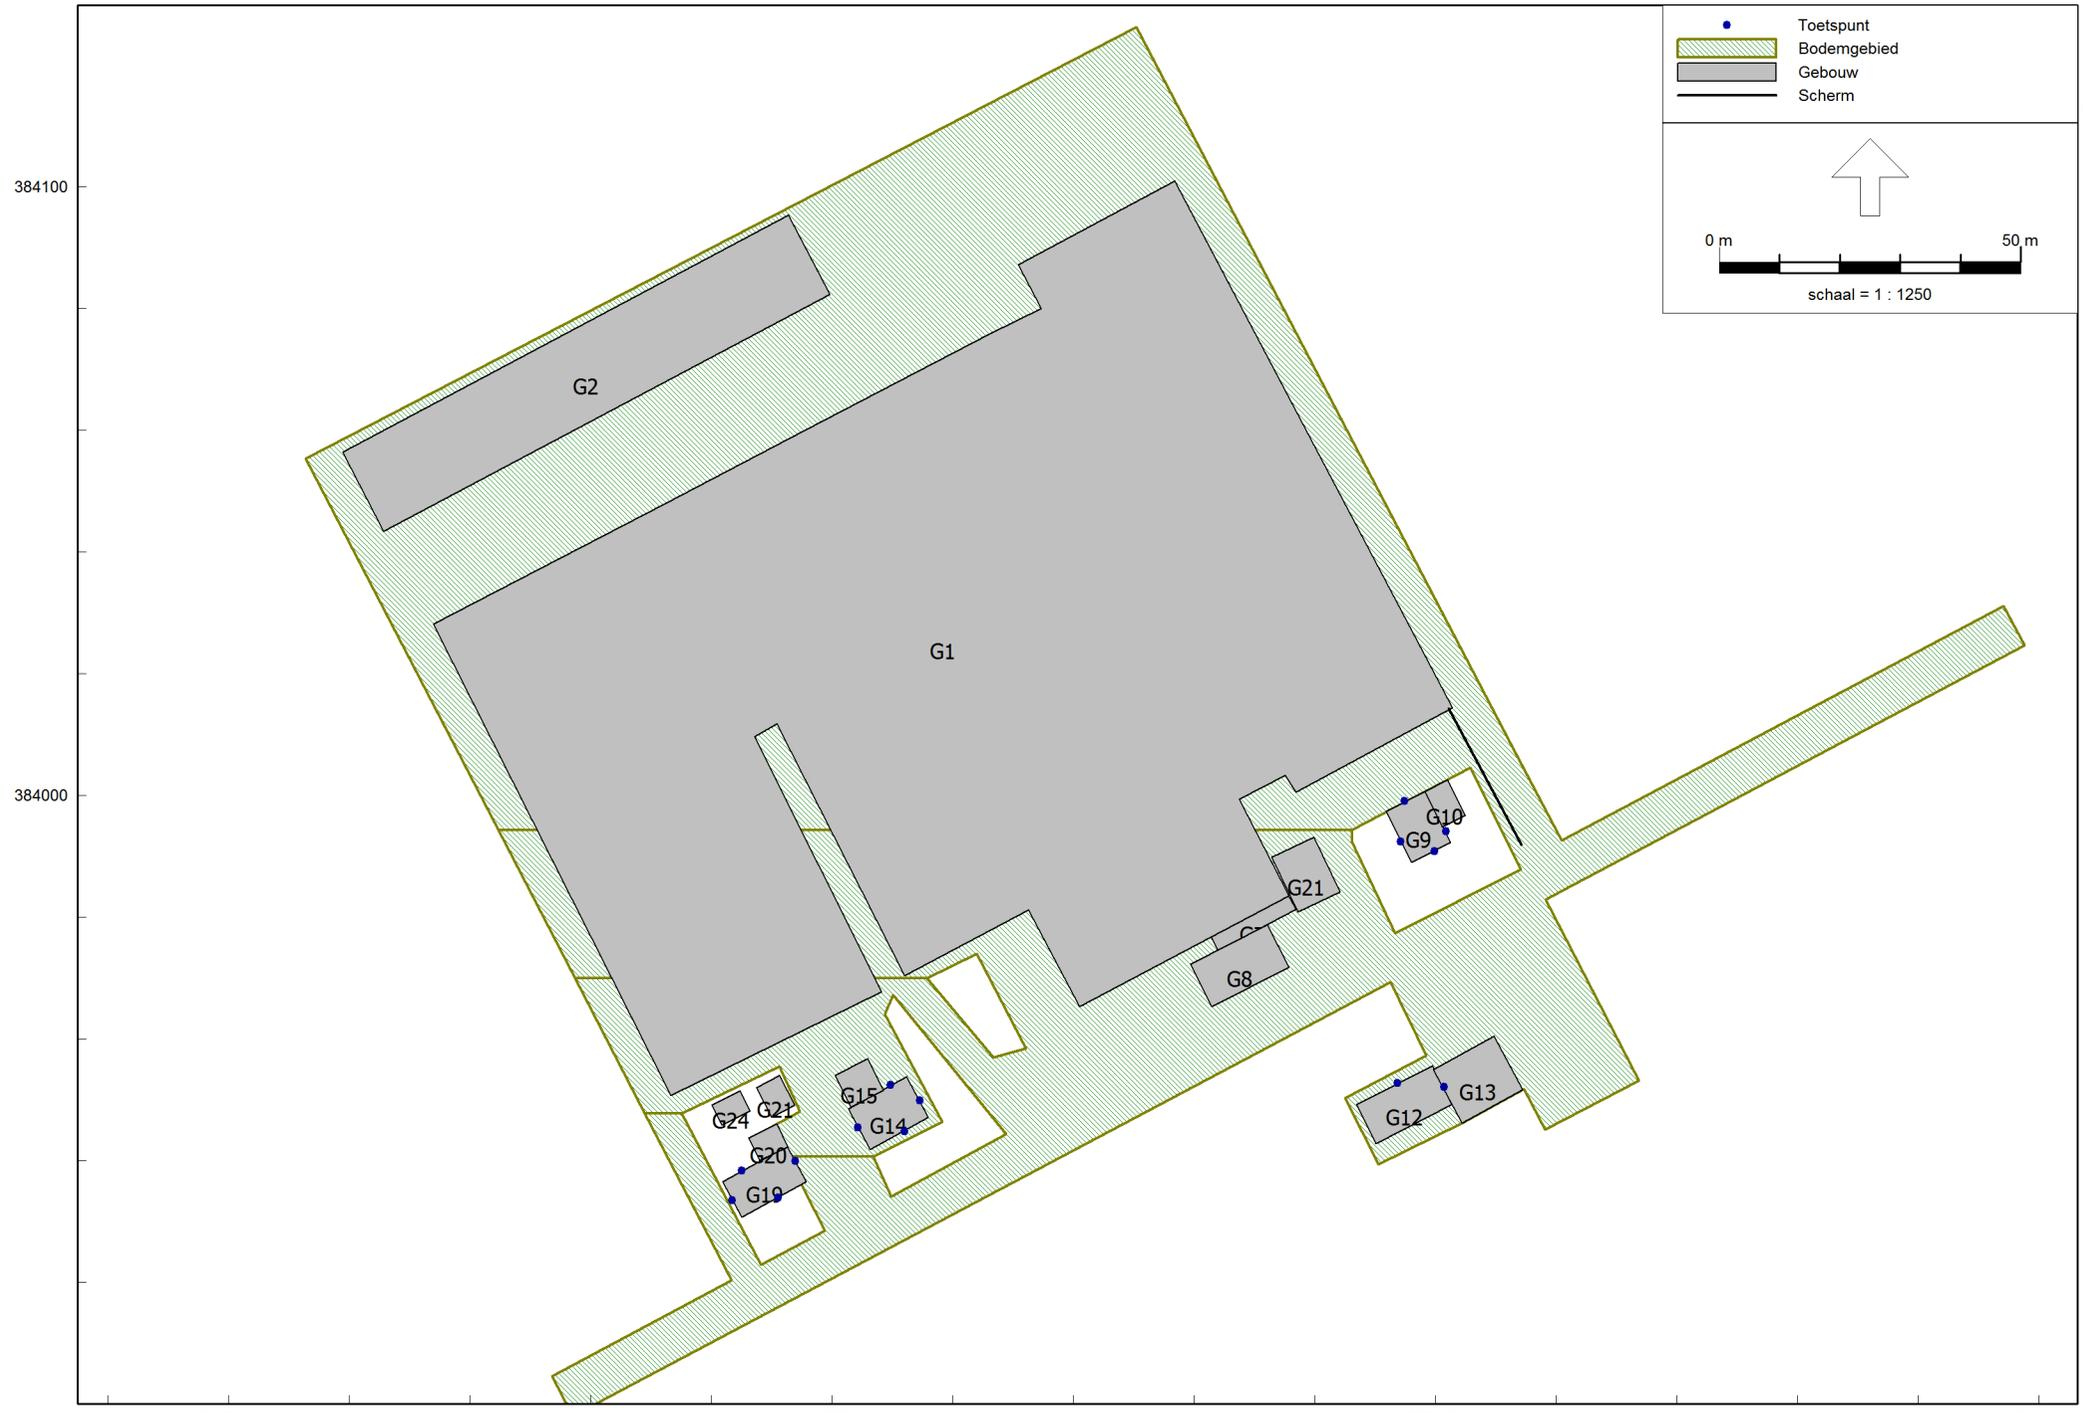 Toetspunt
Bodemgebied
Gebouw
Scherm
0 m
50 m
schaal = 1 : 1250
384100
G2
G1
384000
G10
G9
G21
G8
G15
G14
G21
G24
G20
G19
G13
G12